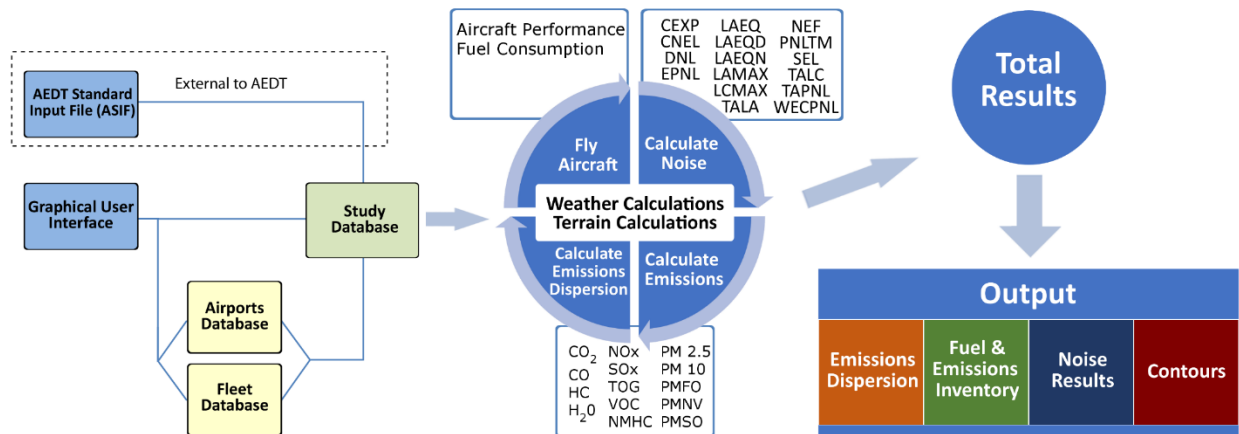 External to AEDT
AEDT Standard
Input File (ASIF)
Graphical User
Interface
Airports
Database
Fleet
Database
Study
Database
Aircraft Performance
Fuel Consumption
CEXP LAEQ NEF
CNEL LAEQD PNLTM
DNL LAEQN SEL
EPNL LAMAX TALC
LCMAX TAPNL
TALA WECPNL
Fly
Aircraft
Calculate
Noise
Weather Calculations
Terrain Calculations
Calculate
Emissions
Dispersion
Calculate
Emissions
CO2 NOx PM 2.5
CO SOx PM 10
HC TOG PMFO
H20 VOC PMNV
NMHC PMSO
Total
Results
Output
Emissions
Dispersion
Fuel &
Emissions
Inventory
Noise
Results
Contours